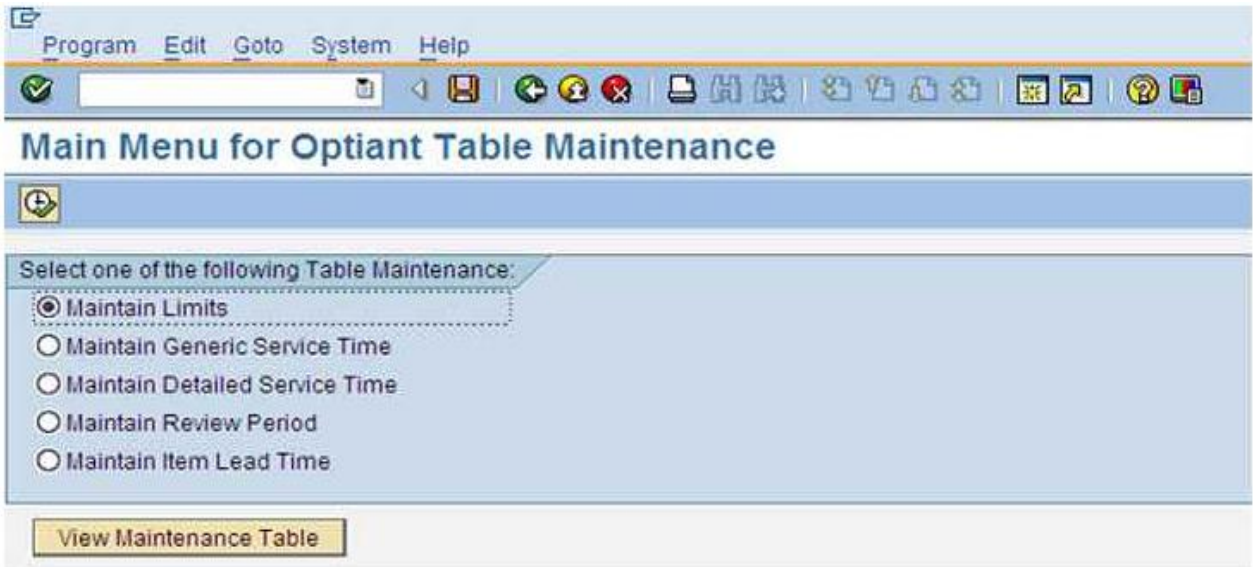 Program Edit Goto System Help
Main Menu for Optiant Table Maintenance
Select one of the following Table Maintenance:
Maintain Limits
Maintain Generic Service Time
Maintain Detailed Service Time
Maintain Review Period
Maintain Item Lead Time
View Maintenance Table